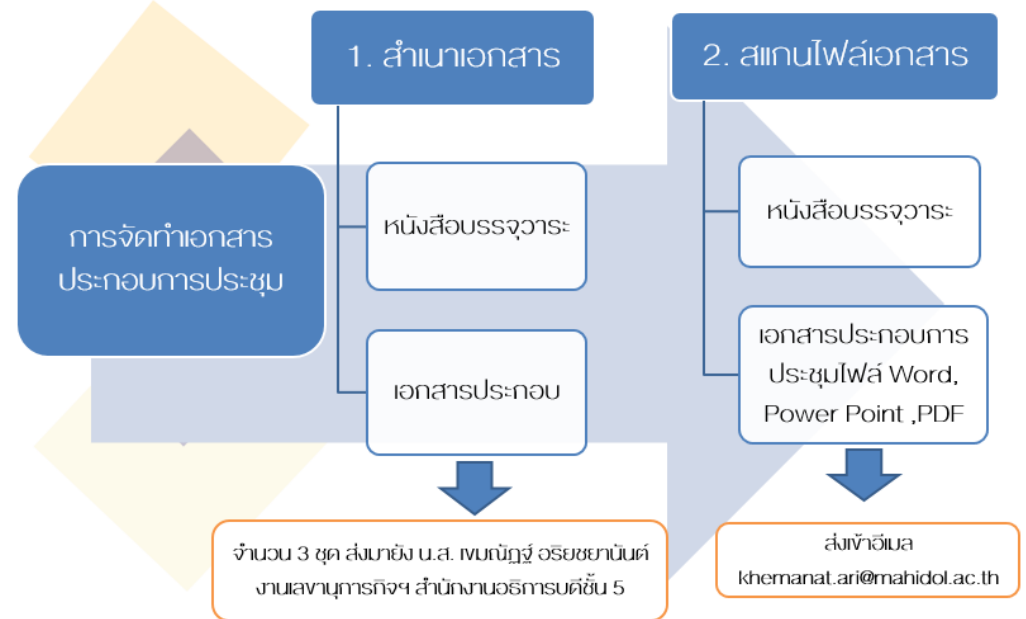 การจัดทำเอกสาร
ประกอบการประชุม
1. สำเนาเอกสาร
หนังสือบรรจุวาระ
เอกสารประกอบ
จำนวน 3 ชุด ส่งมายัง น.ส. เขมณัฏฐ์ อริยชยานันต์
งานเลขานุการกิจฯ สำนักงานอธิการบดีชั้น 5
2. สแกนไฟล์เอกสาร
หนังสือบรรจุวาระ
เอกสารประกอบการ
ประชุมไฟล์ Word,
Power Point ,PDF
ส่งเข้าอีเมล
khemanat.ari@mahidol.ac.th